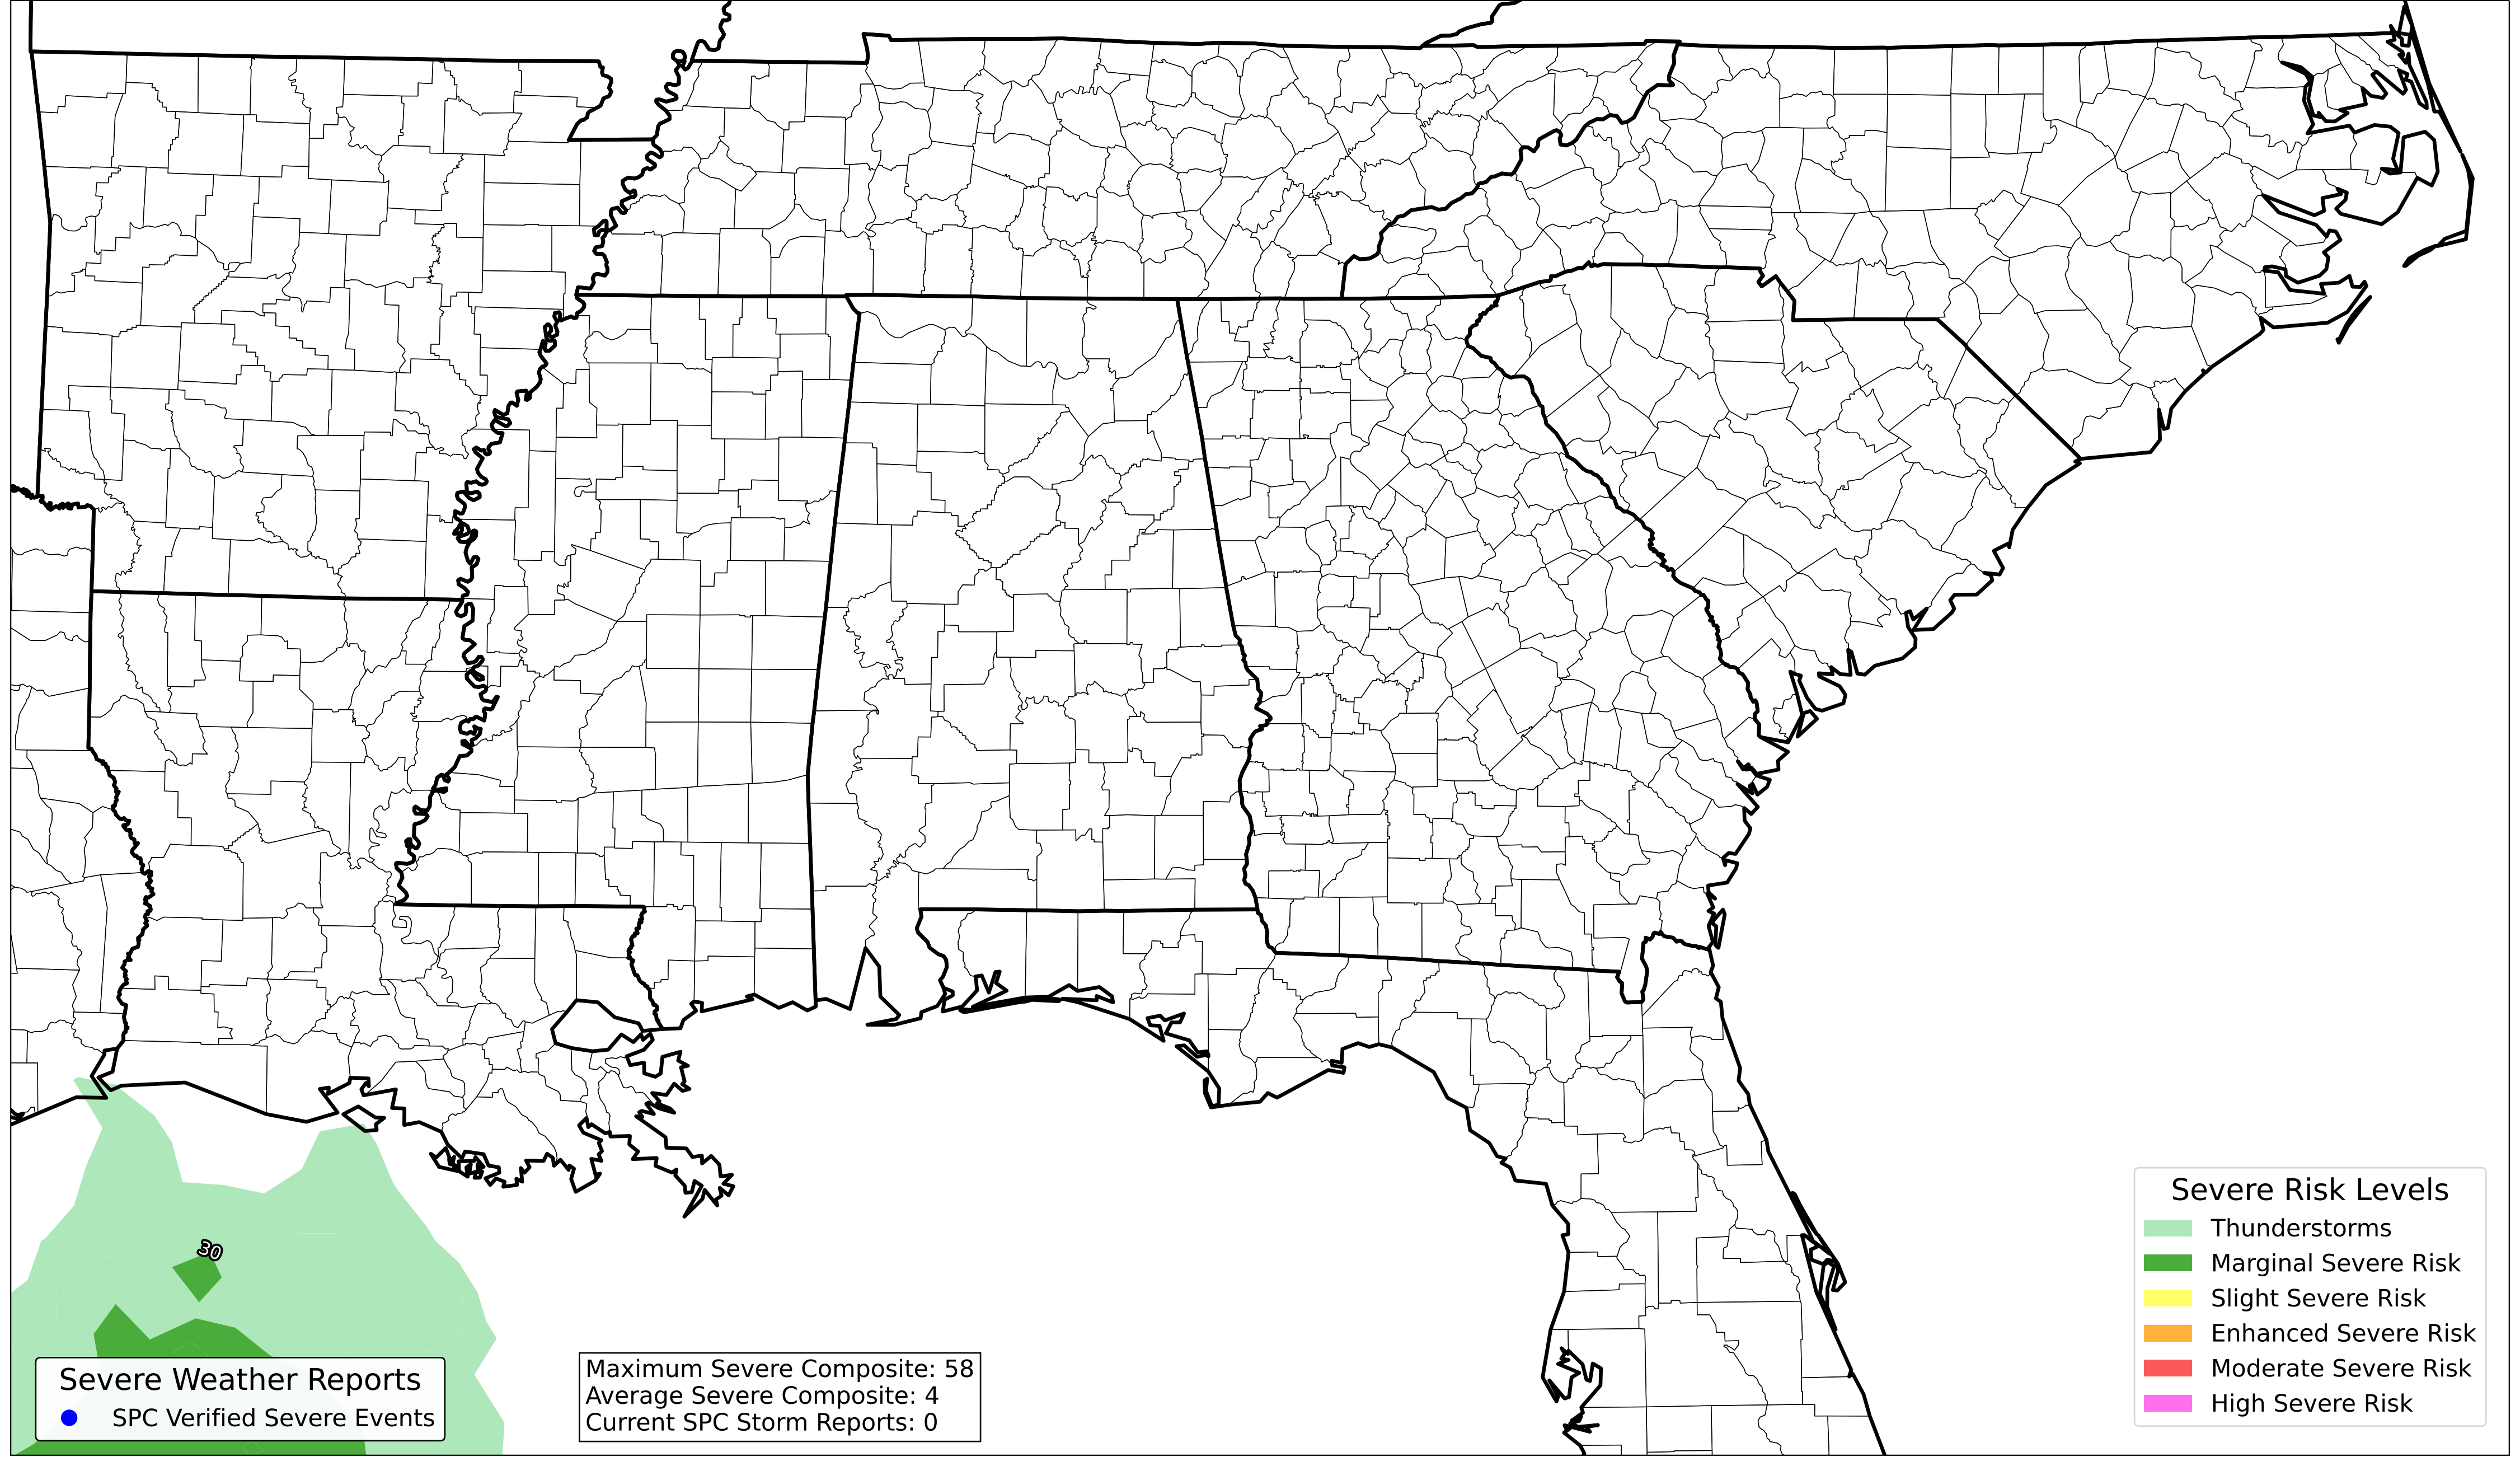 30
Severe Weather Reports
SPC Verified Severe Events
Maximum Severe Composite: 58
Average Severe Composite: 4
Current SPC Storm Reports: 0
Severe Risk Levels
Thunderstorms
Marginal Severe Risk
Slight Severe Risk
Enhanced Severe Risk
Moderate Severe Risk
High Severe Risk